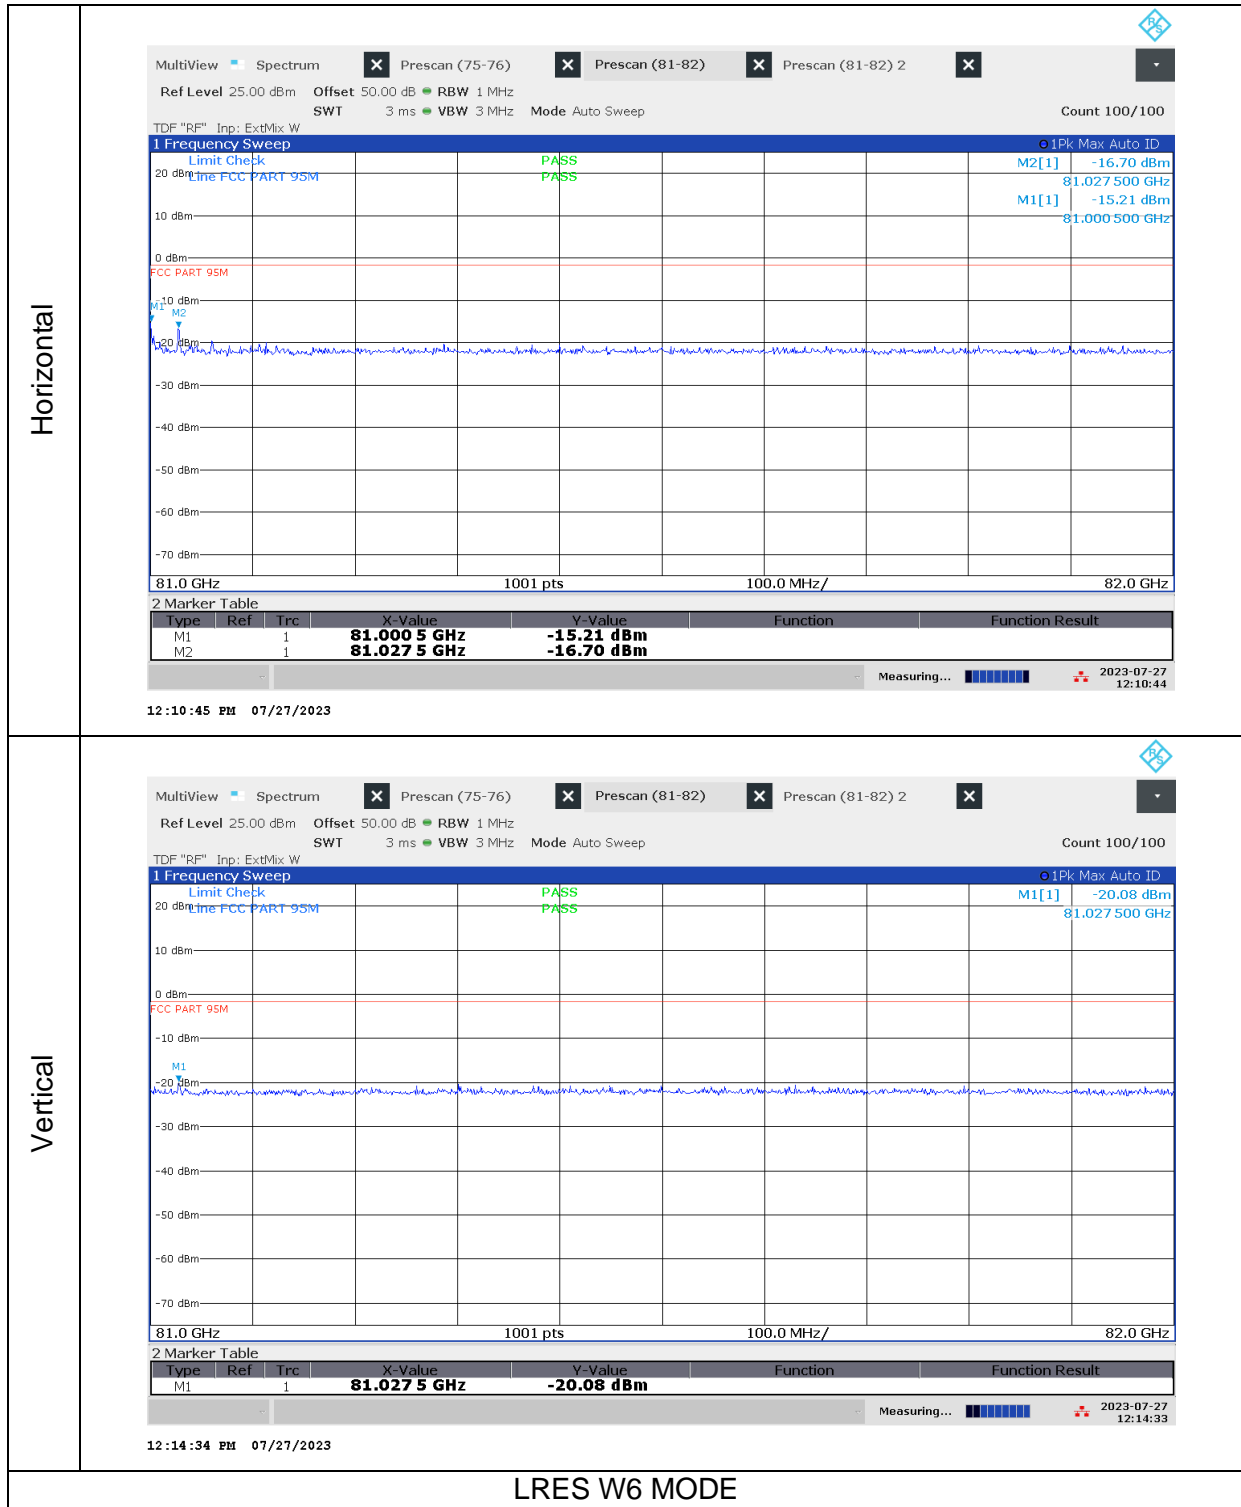 Horizontal
MultiView Spectrum Prescan (75-76) Prescan (81-82) Prescan (81-82) 2
Ref Level 25.00 dBm Offset 50.00 dB RBW 1 MHz
SWT 3 ms VBW 3 MHz Mode Auto Sweep Count 100/100
TDF "RF" Inp: ExtMix W
1 Frequency Sweep 1Pk Max Auto ID
Limit Check PASS M2[1] -16.70 dBm
20 dBm Line FCC PART 95M PASS 81.027 500 GHz
M1[1] -15.21 dBm
10 dBm 81.000 500 GHz
0 dBm
FCC PART 95M
-10 dBm
M1 M2
-20 dBm
-30 dBm
-40 dBm
-50 dBm
-60 dBm
-70 dBm
81.0 GHz 1001 pts 100.0 MHz/ 82.0 GHz
2 Marker Table
Type Ref Trc X-Value Y-Value Function Function Result
M1 1 81.000 5 GHz -15.21 dBm
M2 1 81.027 5 GHz -16.70 dBm
Measuring... 2023-07-27
12:10:44
12:10:45 PM 07/27/2023
Vertical
MultiView Spectrum Prescan (75-76) Prescan (81-82) Prescan (81-82) 2
Ref Level 25.00 dBm Offset 50.00 dB RBW 1 MHz
SWT 3 ms VBW 3 MHz Mode Auto Sweep Count 100/100
TDF "RF" Inp: ExtMix W
1 Frequency Sweep 1Pk Max Auto ID
Limit Check PASS M1[1] -20.08 dBm
20 dBm Line FCC PART 95M PASS 81.027 500 GHz
10 dBm
0 dBm
FCC PART 95M
-10 dBm
M1
-20 dBm
-30 dBm
-40 dBm
-50 dBm
-60 dBm
-70 dBm
81.0 GHz 1001 pts 100.0 MHz/ 82.0 GHz
2 Marker Table
Type Ref Trc X-Value Y-Value Function Function Result
M1 1 81.027 5 GHz -20.08 dBm
Measuring... 2023-07-27
12:14:33
12:14:34 PM 07/27/2023
LRES W6 MODE